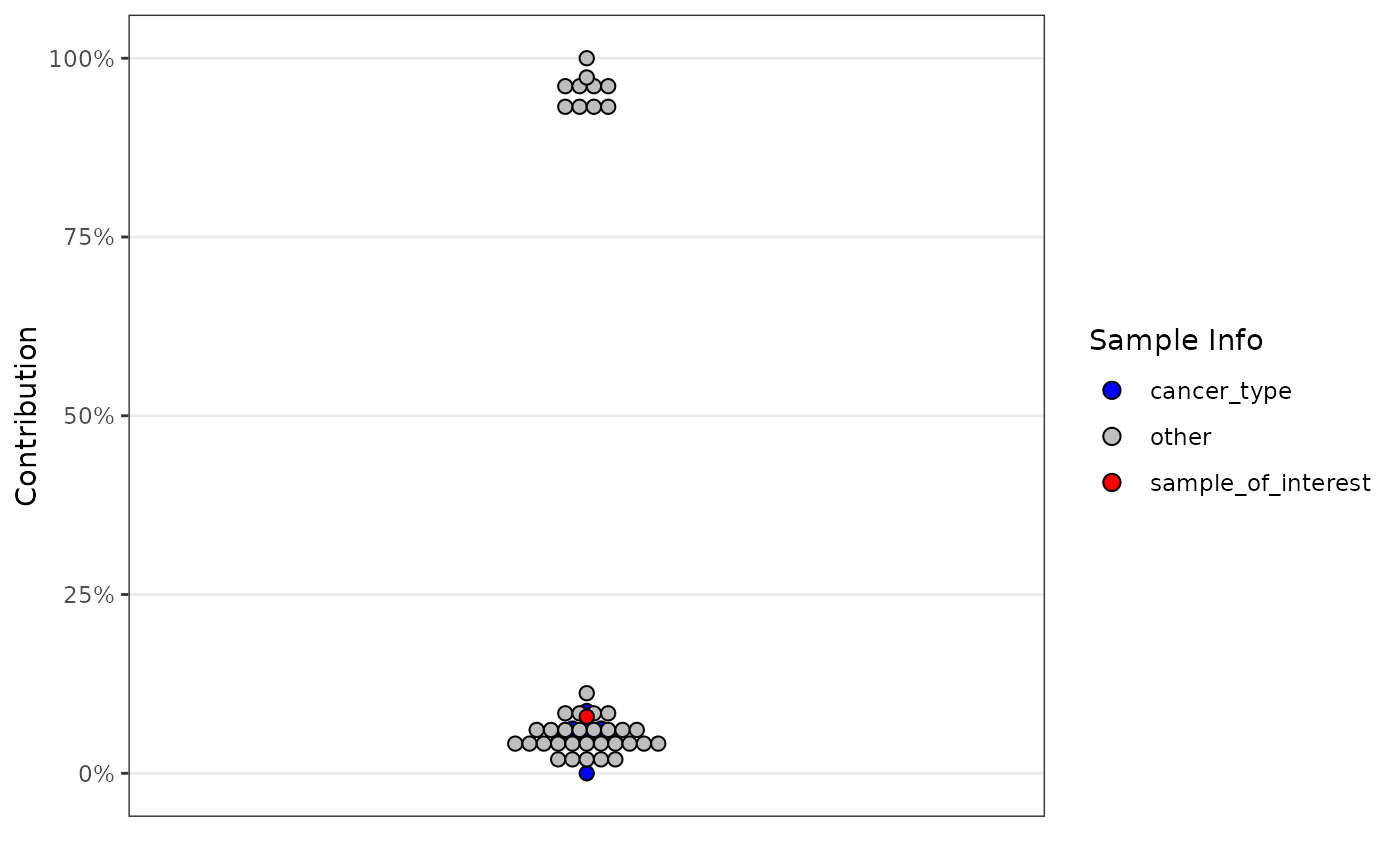 100%
75%
50%
25%
0%
Contribution
Sample Info
cancer_type
other
sample_of_interest